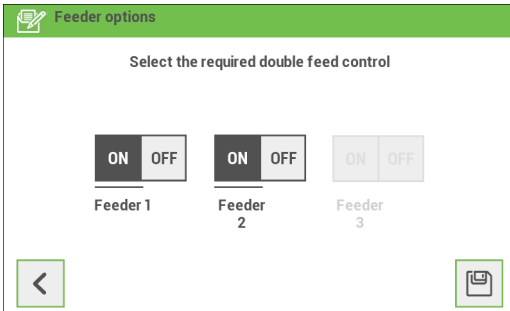 Feeder options
Select the required double feed control
ON OFF ON OFF ON OFF
Feeder 1 Feeder Feeder
2 3